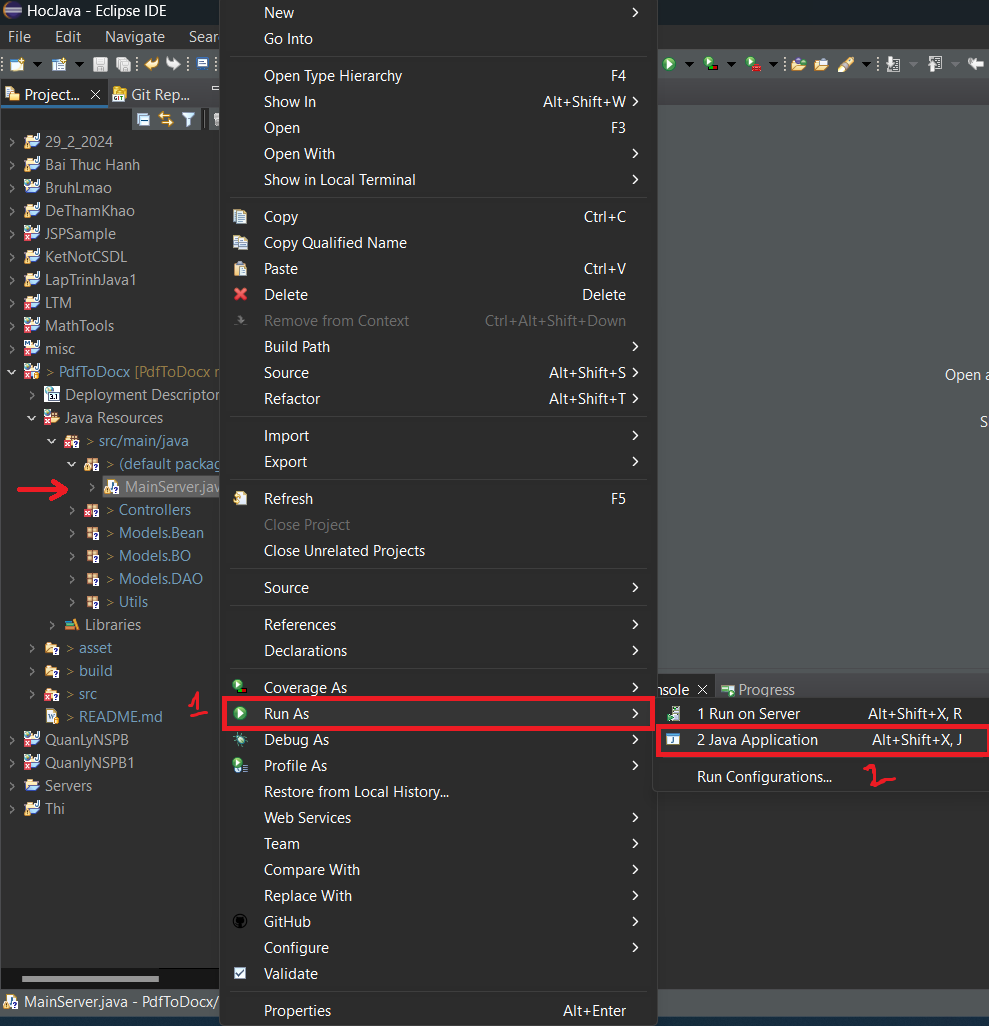 HocJava - Eclipse IDE
File Edit Navigate Sear
Project... Git Rep...
29_2_2024
Bai Thuc Hanh
BruhLmao
DeThamKhao
JSPSample
KetNotCSDL
LapTrinhJava1
LTM
MathTools
misc
> PdfToDocx [PdfToDocx
Deployment Descriptor
Java Resources
> src/main/java
> (default packag
MainServer.jav
> Controllers
> Models.Bean
> Models.BO
> Models.DAO
> Utils
Libraries
> asset
> build
> src
> README.md
QuanLyNSPB
QuanlyNSPB1
Servers
Thi
MainServer.java - PdfToDocx/
New
Go Into
Open Type Hierarchy F4
Show In Alt+Shift+W
Open F3
Open With
Show in Local Terminal
Copy Ctrl+C
Copy Qualified Name
Paste Ctrl+V
Delete Delete
Remove from Context Ctrl+Alt+Shift+Down
Build Path
Source Alt+Shift+S
Refactor Alt+Shift+T
Import
Export
Refresh F5
Close Project
Close Unrelated Projects
Source
References
Declarations
Coverage As
1
Run As
Debug As
Profile As
Restore from Local History...
Web Services
Team
Compare With
Replace With
GitHub
Configure
Validate
Properties Alt+Enter
Open a
S
nsole Progress
1 Run on Server Alt+Shift+X, R
2 Java Application Alt+Shift+X, J
Run Configurations...
2